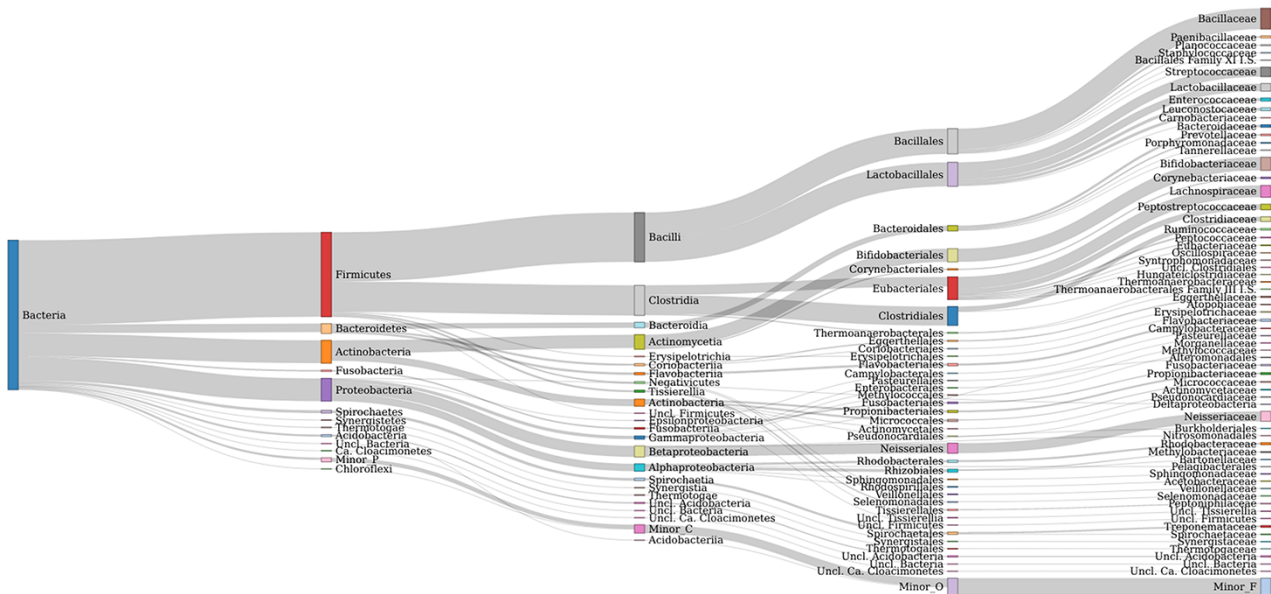 Bacteria
Firmicutes
Bacteroidetes
Actinobacteria
Fusobacteria
Proteobacteria
Spirochaetes
Synergistetes
Thermotogae
Acidobacteria
Uncl. Bacteria
Ca. Cloacimonetes
Minor_P
Chloroflexi
Bacilli
Clostridia
Bacteroidia
Actinomycetia
Erysipelotrichia
Coriobacteriia
Flavobacteriia
Negativicutes
Tissierellia
Actinobacteria
Uncl. Firmicutes
Epsilonproteobacteria
Fusobacteriia
Gammaproteobacteria
Betaproteobacteria
Alphaproteobacteria
Spirochaetia
Synergistia
Thermotogae
Uncl. Acidobacteria
Uncl. Bacteria
Uncl. Ca. Cloacimonetes
Minor_C
Acidobacteriia
Bacillales
Lactobacillales
Bacteroidales
Bifidobacteriales
Corynebacteriales
Eubacteriales
Clostridiales
Thermoanaerobacterales
Eggerthellales
Coriobacteriales
Erysipelotrichales
Flavobacteriales
Campylobacterales
Pasteurellales
Enterobacterales
Methylococcales
Fusobacteriales
Propionibacteriales
Micrococcales
Actinomycetales
Pseudonocardiales
Neisseriales
Rhodobacterales
Rhizobiales
Sphingomonadales
Rhodospirillales
Veillonellales
Selenomonadales
Tissierellales
Uncl. Tissierellia
Uncl. Firmicutes
Spirochaetales
Synergistales
Thermotogales
Uncl. Acidobacteria
Uncl. Bacteria
Uncl. Ca. Cloacimonetes
Minor_O
Bacillaceae
Paenibacillaceae
Planococcaceae
Staphylococcaceae
Bacillales Family XI I.S.
Streptococcaceae
Lactobacillaceae
Enterococcaceae
Leuconostocaceae
Carnobacteriaceae
Bacteroidaceae
Prevotellaceae
Porphyromonadaceae
Tannerellaceae
Bifidobacteriaceae
Corynebacteriaceae
Lachnospiraceae
Peptostreptococcaceae
Clostridiaceae
Ruminococcaceae
Peptococcaceae
Eubacteriaceae
Oscillospiraceae
Syntrophomonadaceae
Uncl. Clostridiales
Hungateiclostridiaceae
Thermoanaerobacteraceae
Thermoanaerobacterales Family III I.S.
Eggerthellaceae
Atopobiaceae
Erysipelotrichaceae
Flavobacteriaceae
Campylobacteraceae
Pasteurellaceae
Morganellaceae
Methylococcaceae
Alteromonadales
Fusobacteriaceae
Propionibacteriaceae
Micrococcaceae
Actinomycetaceae
Pseudonocardiaceae
Deltaproteobacteria
Neisseriaceae
Burkholderiales
Nitrosomonadales
Rhodobacteraceae
Methylobacteriaceae
Bartonellaceae
Pelagibacterales
Sphingomonadaceae
Acetobacteraceae
Veillonellaceae
Selenomonadaceae
Peptoniphilaceae
Uncl. Tissierellia
Uncl. Firmicutes
Treponemataceae
Spirochaetaceae
Synergistaceae
Thermotogaceae
Uncl. Acidobacteria
Uncl. Bacteria
Uncl. Ca. Cloacimonetes
Minor_F